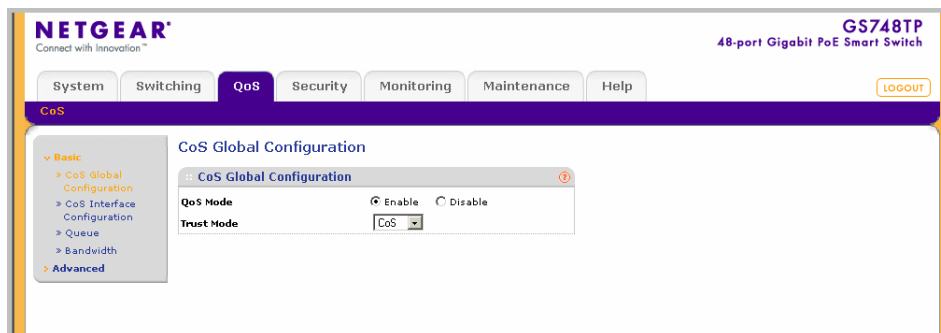 NETGEAR®
Connect with Innovation™
GS748TP
48-port Gigabit PoE Smart Switch
System Switching QoS Security Monitoring Maintenance Help
LOGOUT
CoS
CoS Global Configuration
v Basic
» CoS Global
Configuration
» CoS Interface
Configuration
» Queue
» Bandwidth
> Advanced
:: CoS Global Configuration ?
QoS Mode Enable Disable
Trust Mode CoS